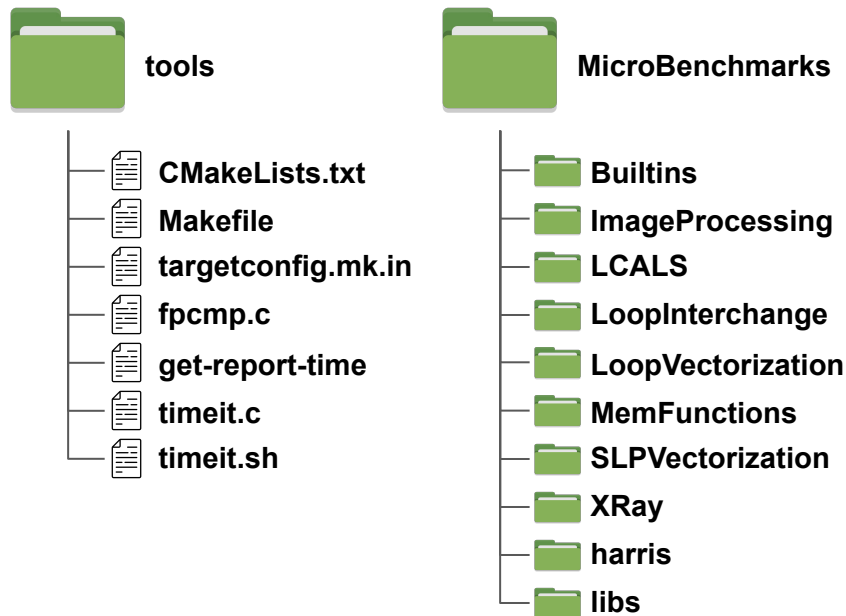 tools
CMakeLists.txt
Makefile
targetconfig.mk.in
fpcmp.c
get-report-time
timeit.c
timeit.sh
MicroBenchmarks
Builtins
ImageProcessing
LCALS
LoopInterchange
LoopVectorization
MemFunctions
SLPVectorization
XRay
harris
libs